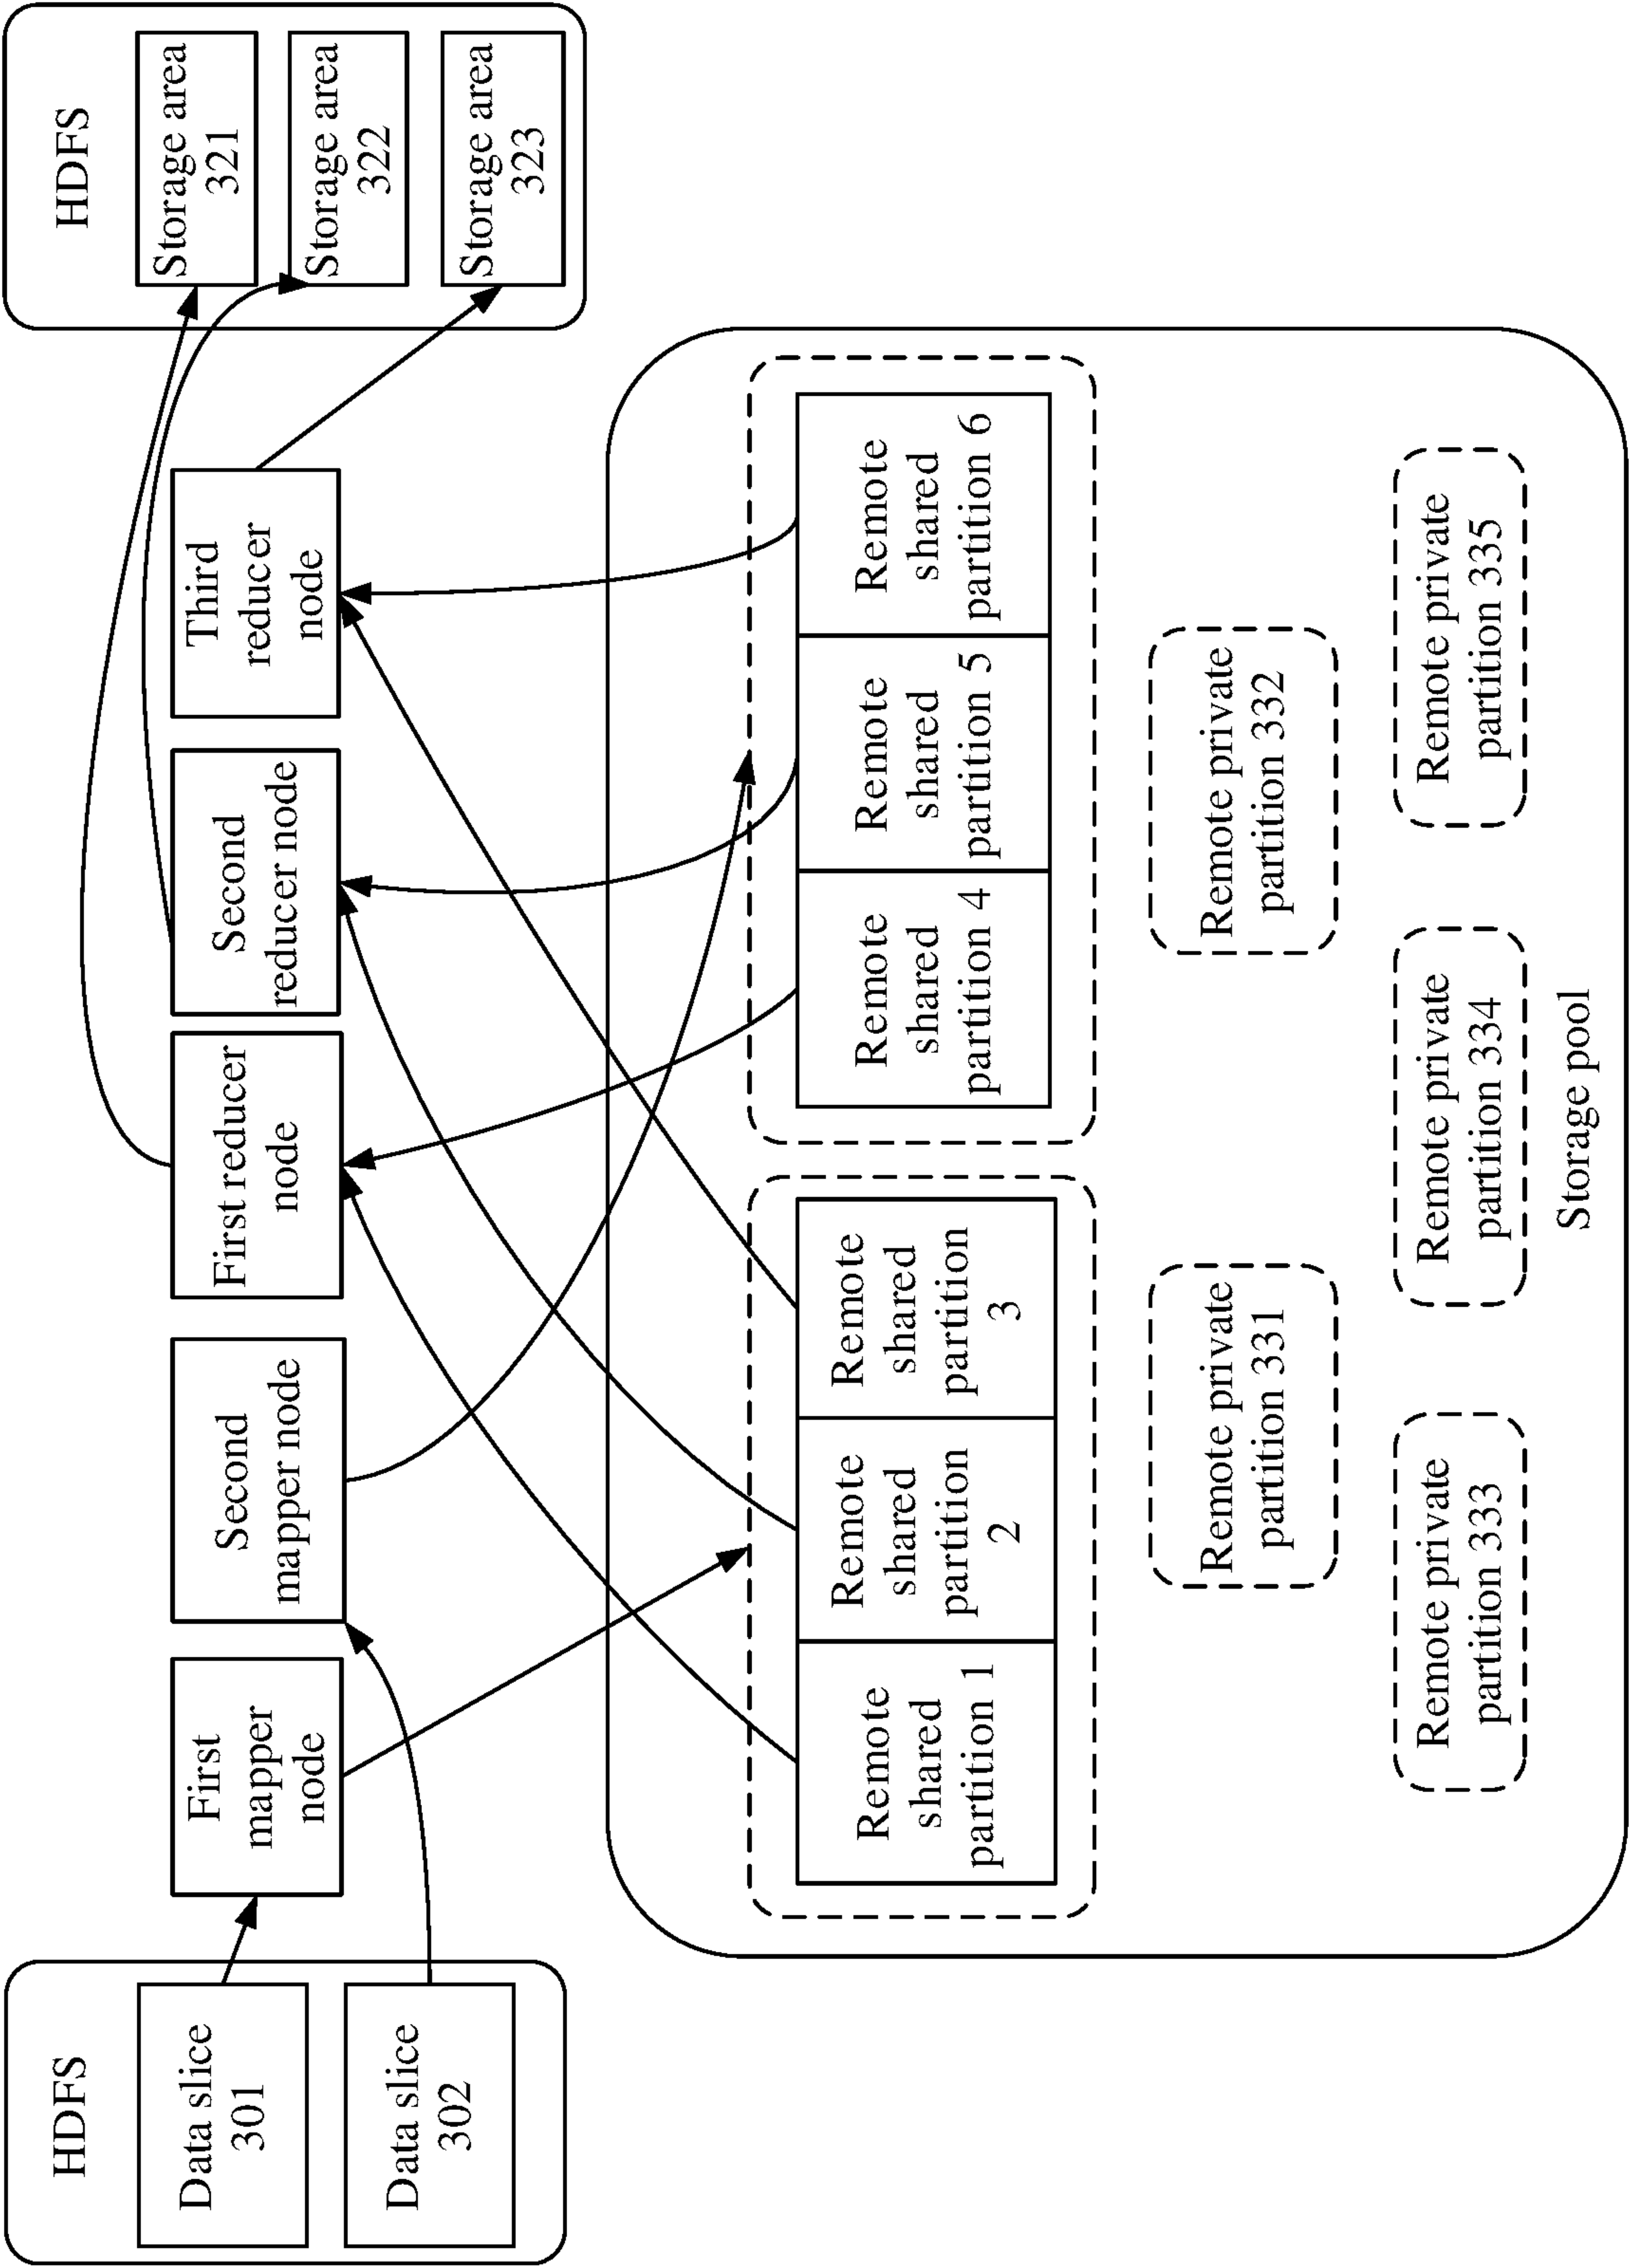 HDFS
Data slice
301
Data slice
302
First
mapper
node
Second
mapper node
First reducer
node
Second
reducer node
Third
reducer
node
HDFS
Storage area
321
Storage area
322
Storage area
323
Remote
shared
partition 1
Remote
shared
partition
2
Remote
shared
partition
3
Remote
shared
partition 4
Remote
shared
partition 5
Remote
shared
partition 6
Remote private
partition 331
Remote private
partition 332
Remote private
partition 333
Remote private
partition 334
Remote private
partition 335
Storage pool